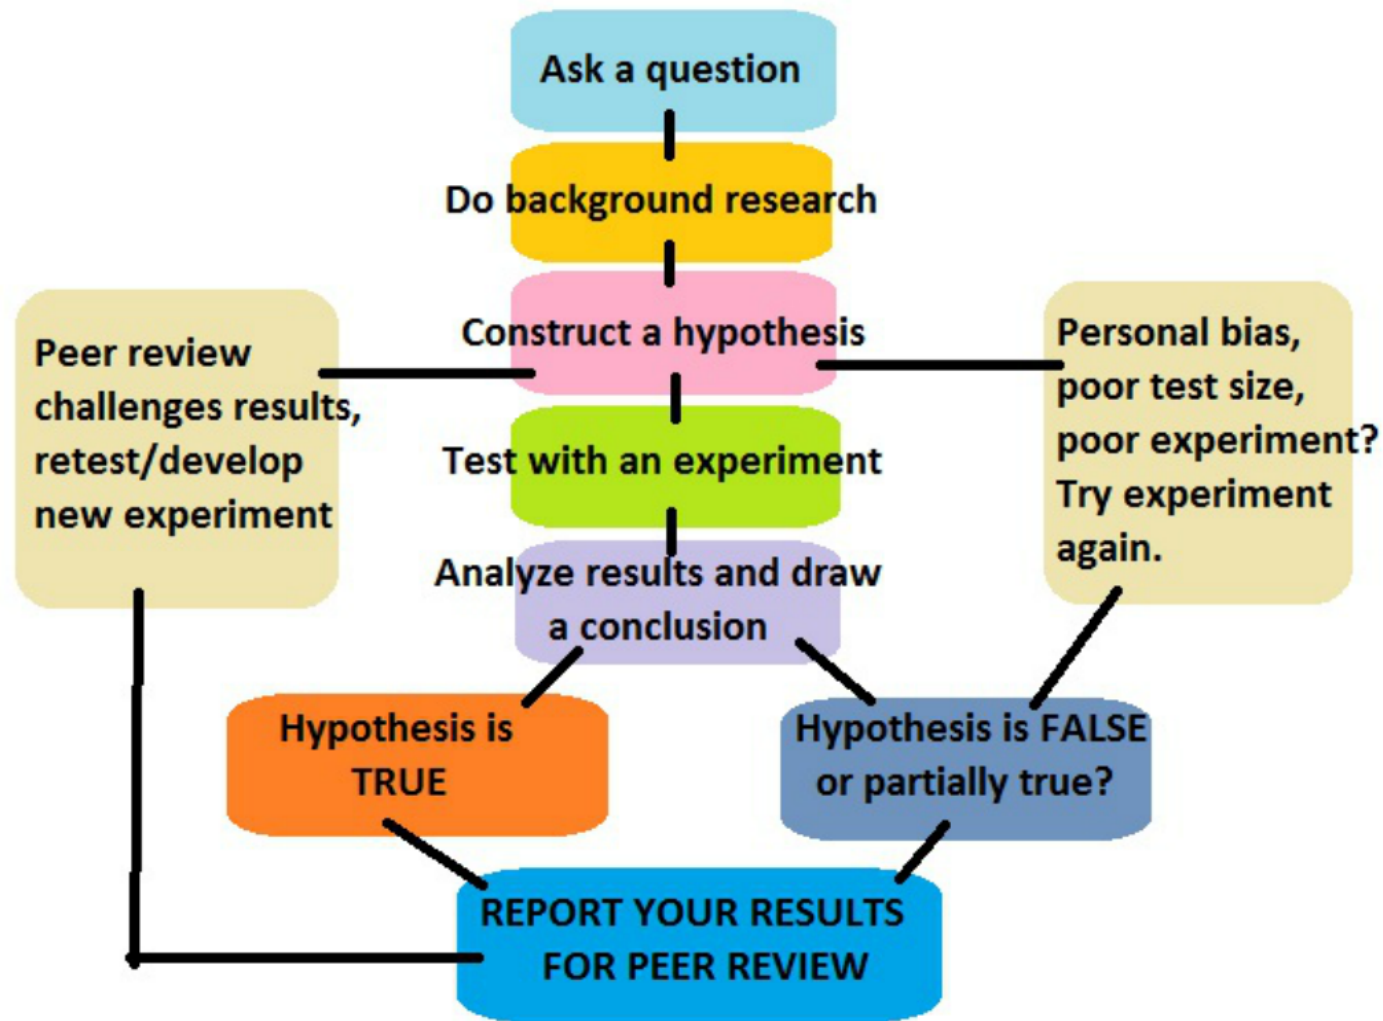 Ask a question
Do background research
Construct a hypothesis
Peer review
challenges results,
retest/develop
new experiment
Personal bias,
poor test size,
poor experiment?
Try experiment
again.
Test with an experiment
Analyze results and draw
a conclusion
Hypothesis is
TRUE
Hypothesis is FALSE
or partially true?
REPORT YOUR RESULTS
FOR PEER REVIEW